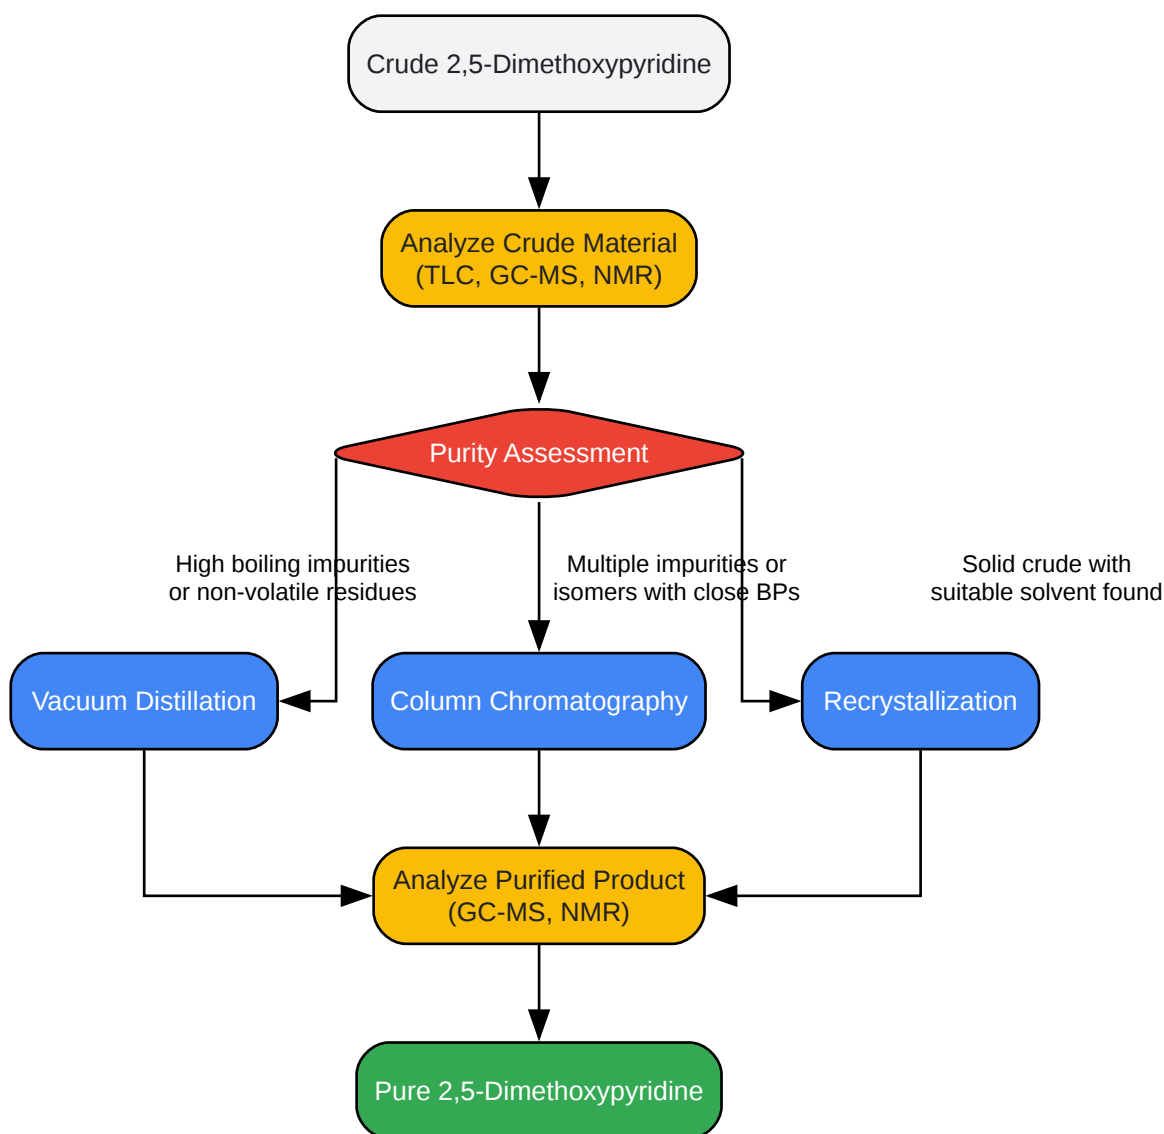 Crude 2,5-Dimethoxypyridine
Analyze Crude Material
(TLC, GC-MS, NMR)
Purity Assessment
High boiling impurities
or non-volatile residues
Multiple impurities or
isomers with close BPs
Solid crude with
suitable solvent found
Vacuum Distillation
Column Chromatography
Recrystallization
Analyze Purified Product
(GC-MS, NMR)
Pure 2,5-Dimethoxypyridine